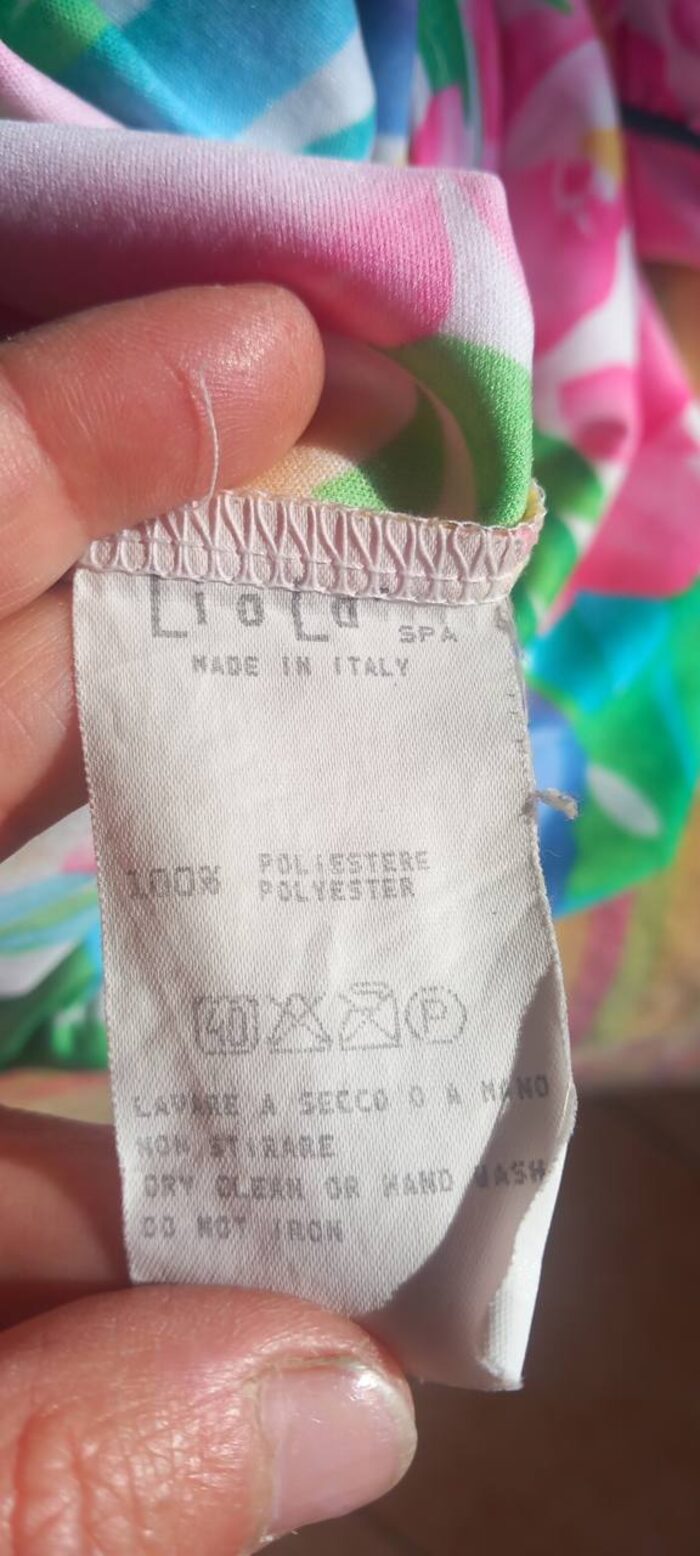 LioLa
SPA
MADE IN ITALY
100% POLIESTERE
POLYESTER
40 P
LAVARE A SECCO O A MANO
NON STIRARE
DRY CLEAN OR HAND WASH
DO NOT IRON